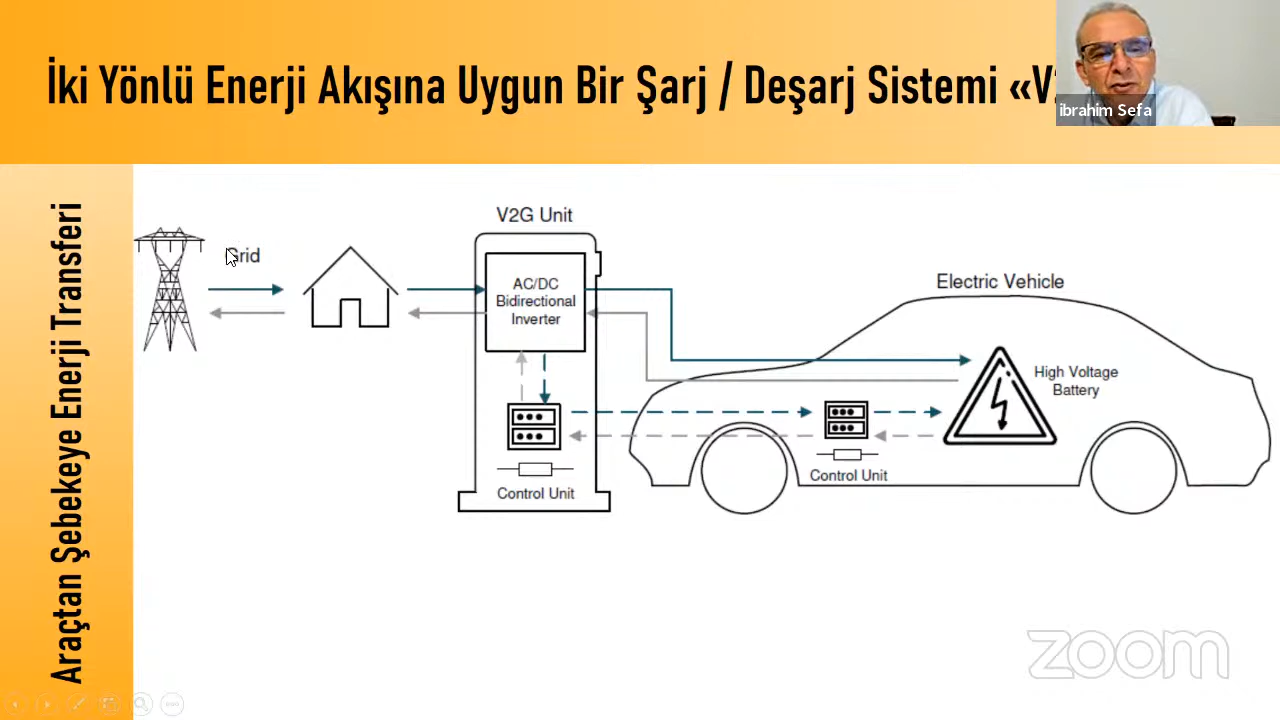 İki Yönlü Enerji Akışına Uygun Bir Şarj / Deşarj Sistemi
ibrahim Sefa
Araçtan Şebekeye Enerji Transferi
V2G Unit
Grid
AC/DC
Bidirectional
Inverter
Electric Vehicle
High Voltage
Battery
Control Unit
Control Unit
zoom